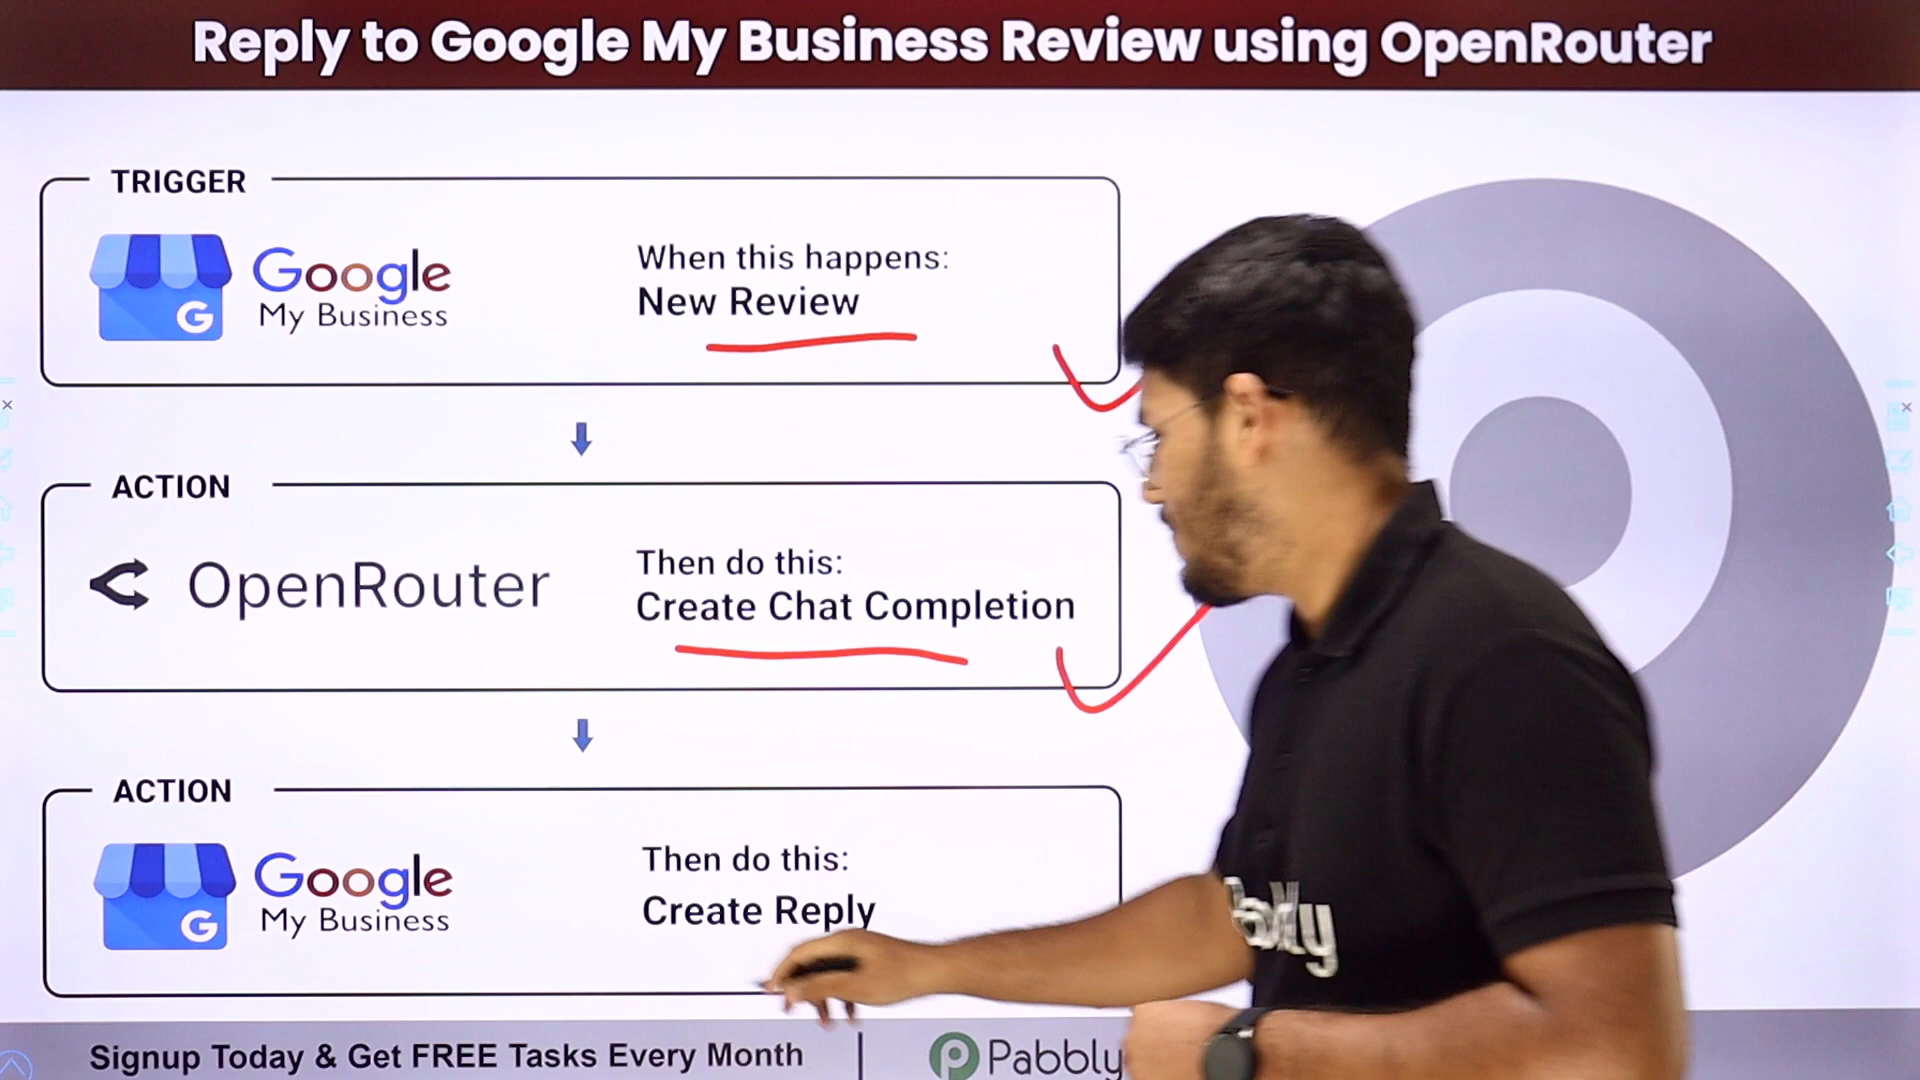 Reply to Google My Business Review using OpenRouter
TRIGGER
Google
My Business
G
When this happens:
New Review
ACTION
OpenRouter
Then do this:
Create Chat Completion
ACTION
Google
My Business
G
Then do this:
Create Reply
Pabbly
Signup Today & Get FREE Tasks Every Month
Pabbly